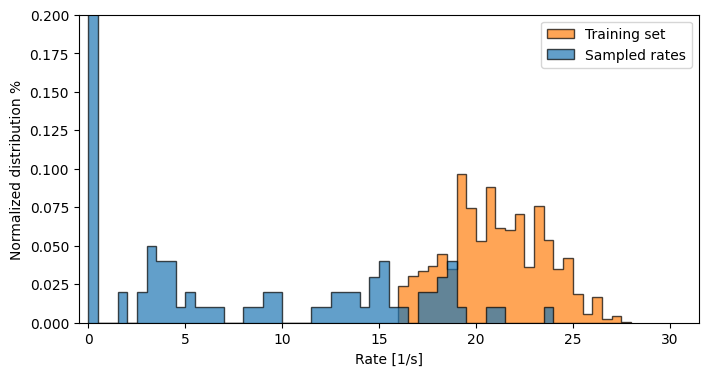 Training set
Sampled rates
Normalized distribution %
0.200
0.175
0.150
0.125
0.100
0.075
0.050
0.025
0.000
0 5 10 15 20 25 30
Rate [1/s]